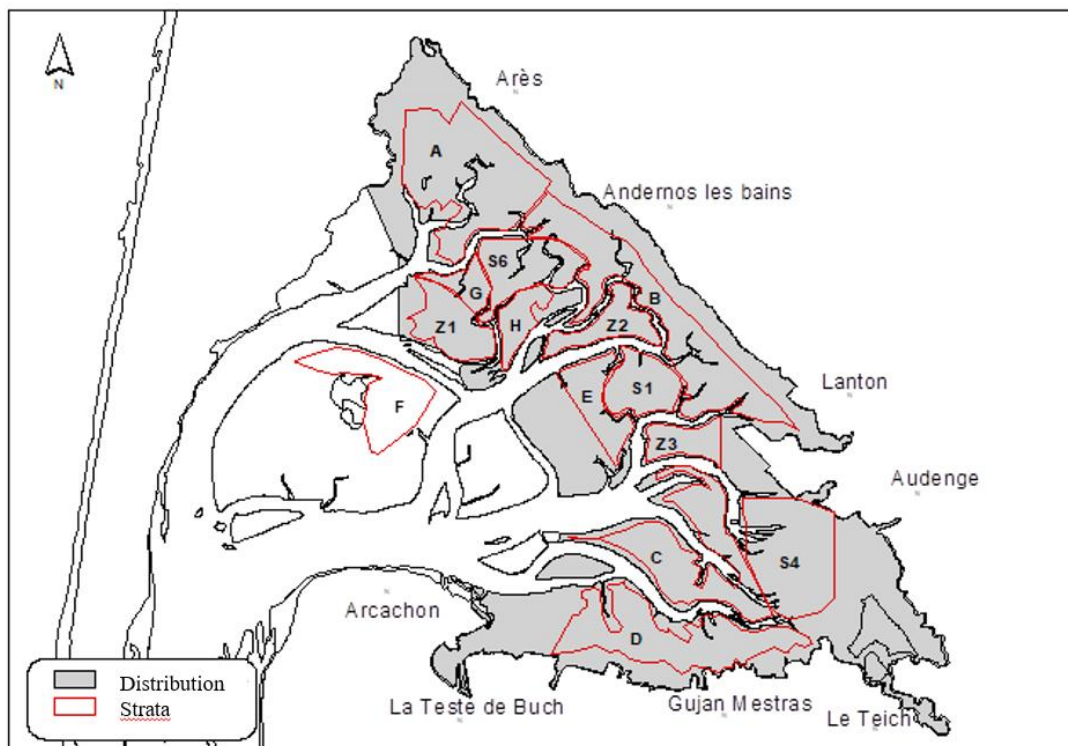 Arès
N
A
Andernos les bains
S6
G
B
Z1
H
Z2
E
S1
Lanton
F
Z3
Audenge
C
S4
Arcachon
D
Distribution
Strata
La Teste de Buch
Gujan Mestras
Le Teich